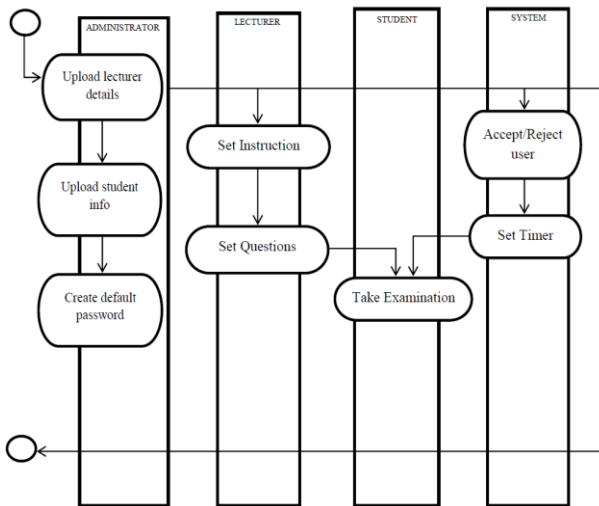 ADMINISTRATOR
LECTURER
STUDENT
SYSTEM
Upload lecturer
details
Set Instruction
Accept/Reject
user
Upload student
info
Set Questions
Set Timer
Create default
password
Take Examination